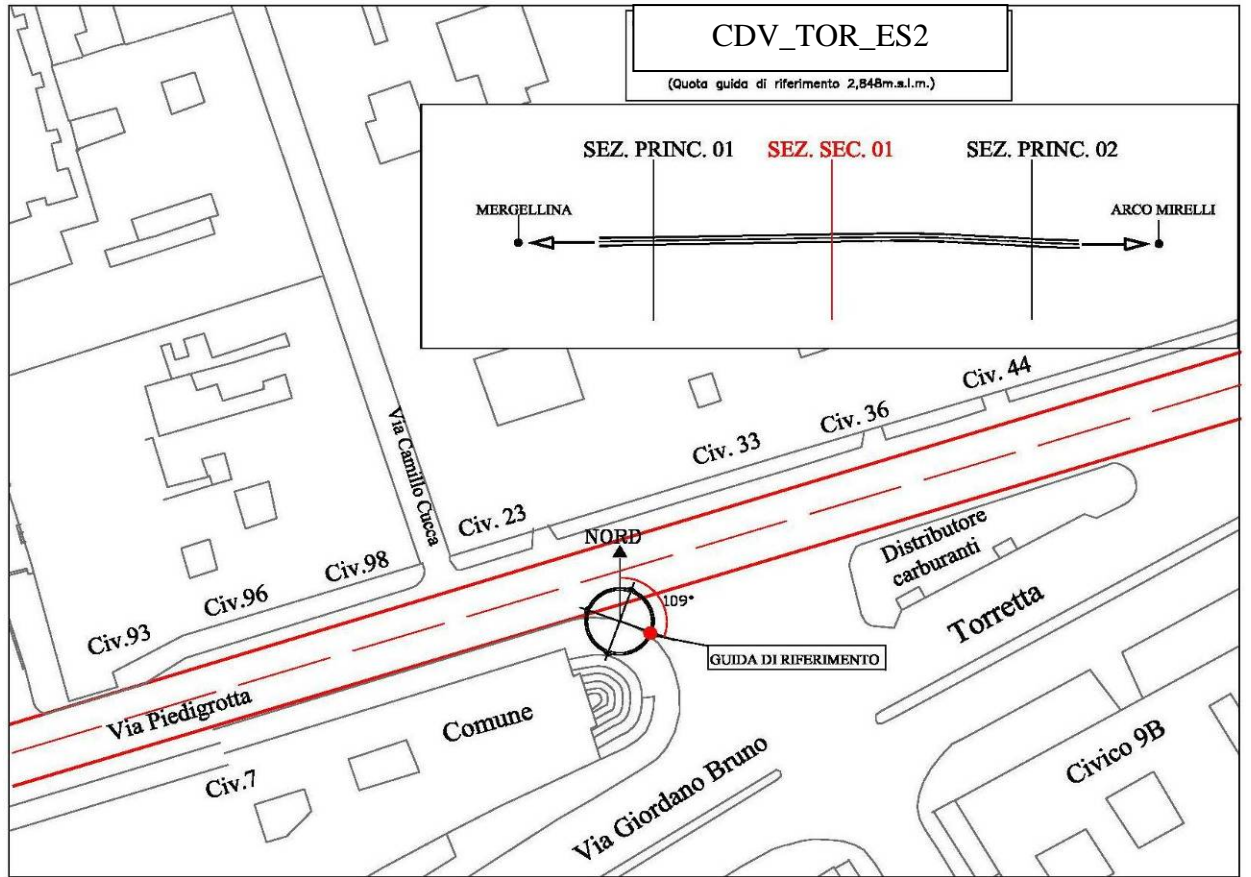 CDV_TOR_ES2
(Quota guida di riferimento 2,848m.s.l.m.)
SEZ. PRINC. 01
SEZ. SEC. 01
SEZ. PRINC. 02
MERGELLINA
ARCO MIRELLI
Via Camillo Cucca
Civ. 44
Civ. 36
Civ. 33
Civ. 23
NORD
109°
GUIDA DI RIFERIMENTO
Distributore
carburanti
Torretta
Civ.98
Civ.96
Civ.93
Via Piedigrotta
Comune
Civ.7
Via Giordano Bruno
Civico 9B